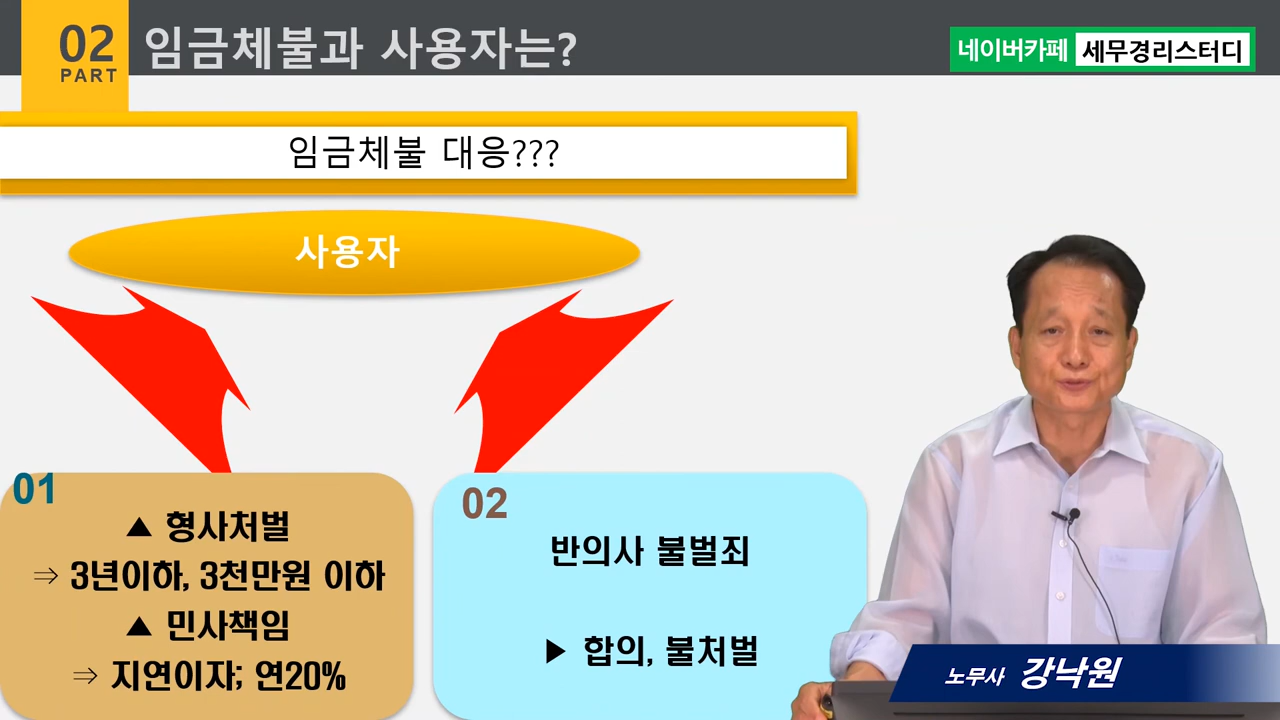 02
PART
임금체불과 사용자는?
네이버카페 세무경리스터디
임금체불 대응???
사용자
01
▲ 형사처벌
⇒ 3년이하, 3천만원 이하
▲ 민사책임
⇒ 지연이자; 연20%
02
반의사 불벌죄
▶ 합의, 불처벌
노무사 강낙원